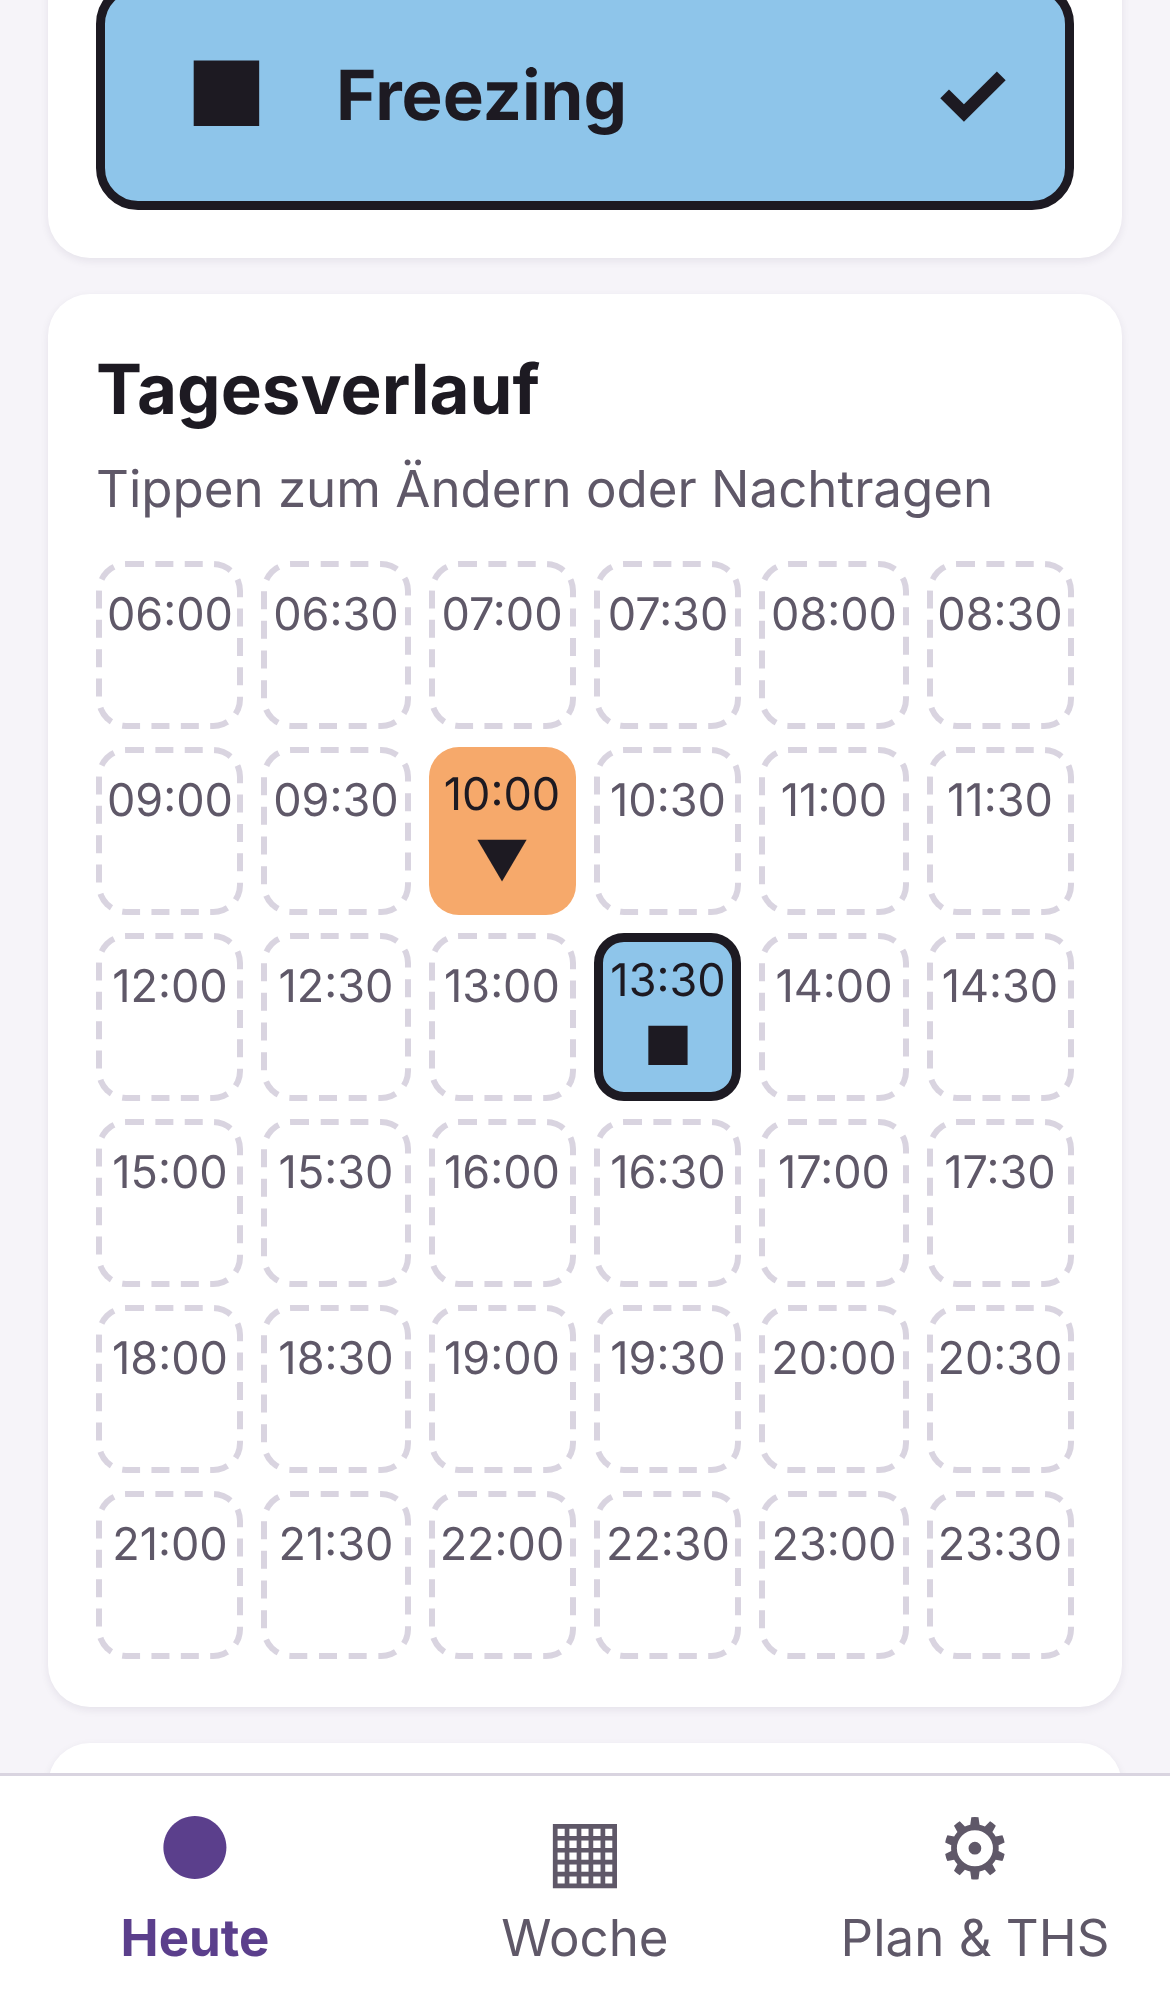 Freezing
Tagesverlauf
Tippen zum Ändern oder Nachtragen
06:00 06:30 07:00 07:30 08:00 08:30
09:00 09:30 10:00 10:30 11:00 11:30
12:00 12:30 13:00 13:30 14:00 14:30
15:00 15:30 16:00 16:30 17:00 17:30
18:00 18:30 19:00 19:30 20:00 20:30
21:00 21:30 22:00 22:30 23:00 23:30
Heute Woche Plan & THS